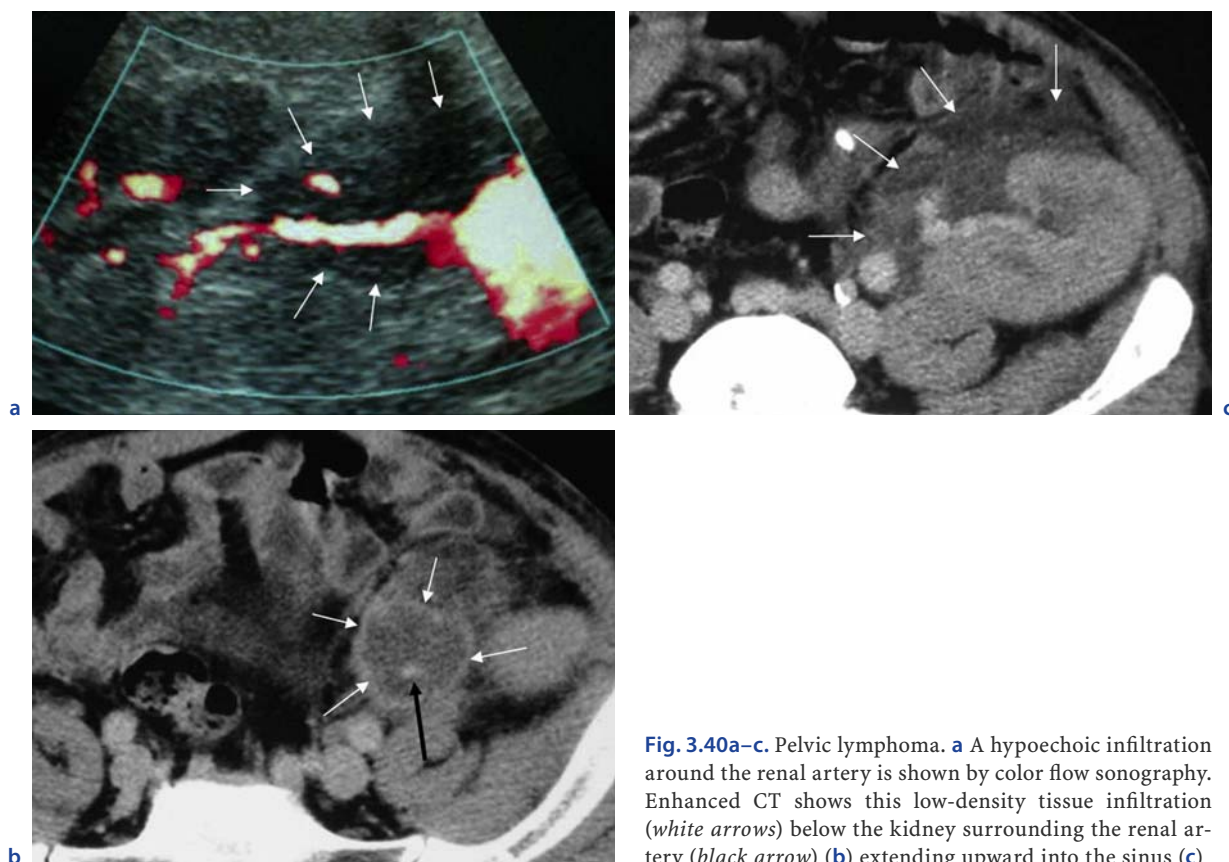 a
c
b
Fig. 3.40a–c. Pelvic lymphoma. a A hypoechoic infiltration
around the renal artery is shown by color flow sonography.
Enhanced CT shows this low-density tissue infiltration
(white arrows) below the kidney surrounding the renal ar-
tery (black arrow) (b) extending upward into the sinus (c)